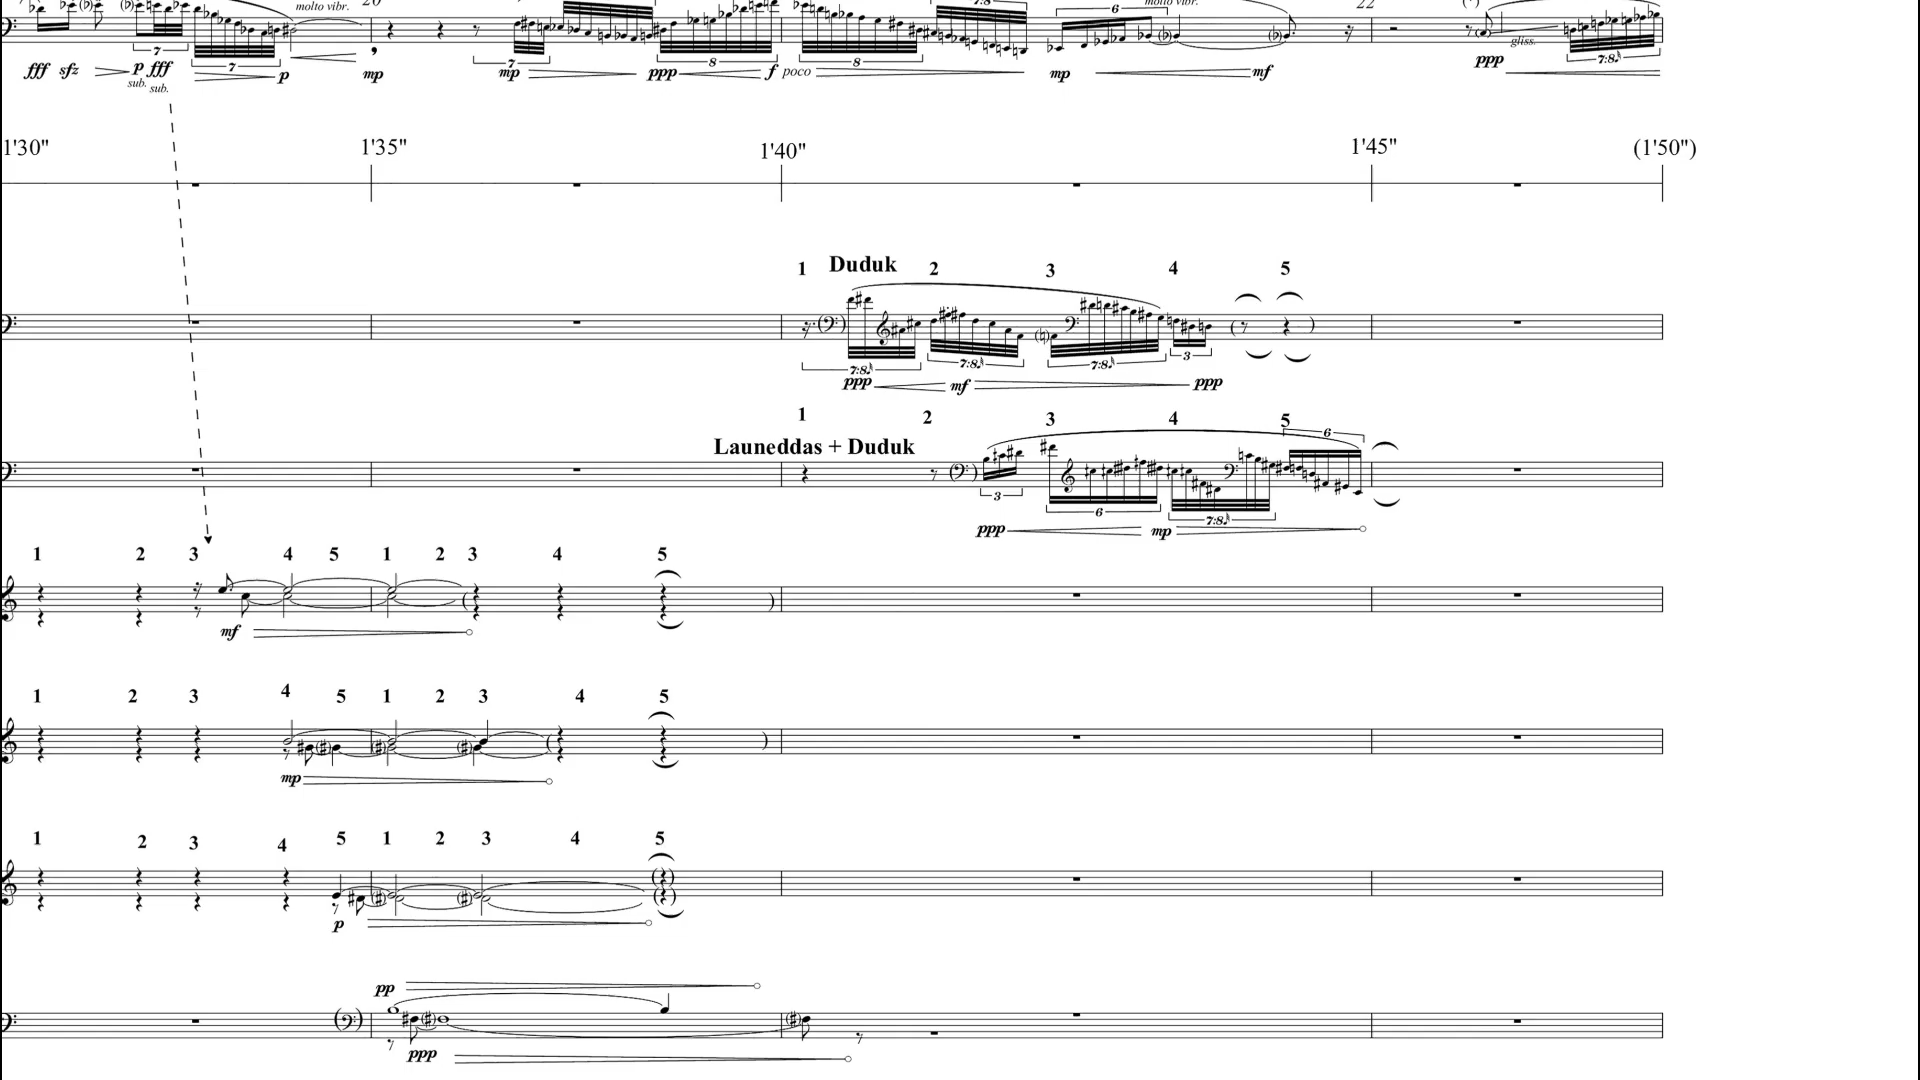 molto vibr. 20 7:8 6 molto vibr. 22
7 7 7 8 8 gliss. 7:8
fff sfz p fff p mp mp ppp f poco mp mf ppp
sub. sub.
1'30" 1'35" 1'40" 1'45" (1'50")
1 Duduk 2 3 4 5
7:8 7:8 7:8 3
ppp mf ppp
1 2 3 4 5
Launeddas + Duduk 6
3 6 7:8
ppp mp
1 2 3 4 5 1 2 3 4 5
mf
1 2 3 4 5 1 2 3 4 5
mp
1 2 3 4 5 1 2 3 4 5
p
pp
ppp